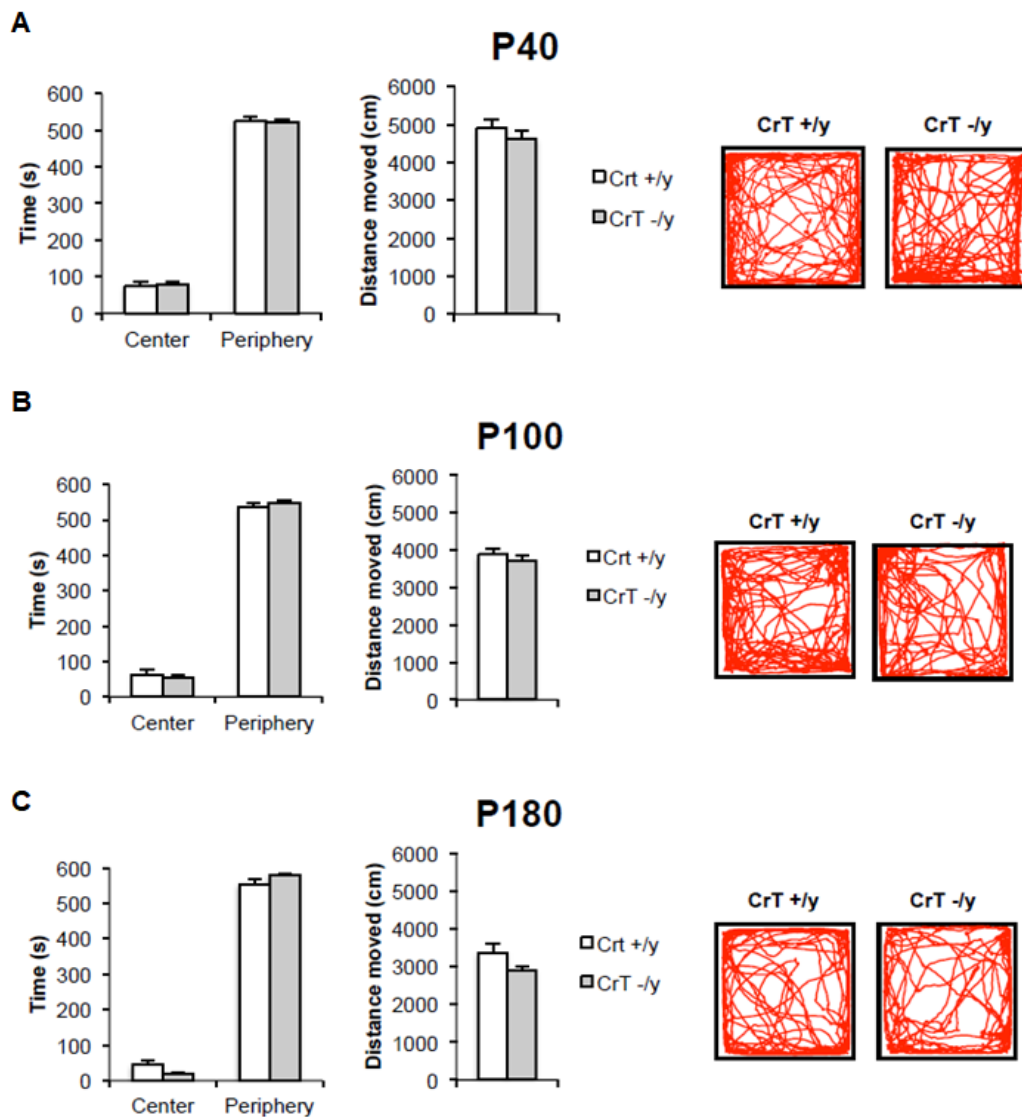 A
P40
600
500
400
300
200
100
0
Time (s)
Center Periphery
6000
5000
4000
3000
2000
1000
0
Distance moved (cm)
Crt +/y
CrT -/y
CrT +/y CrT -/y
B
P100
600
500
400
300
200
100
0
Time (s)
Center Periphery
6000
5000
4000
3000
2000
1000
0
Distance moved (cm)
Crt +/y
CrT -/y
CrT +/y CrT -/y
C
P180
600
500
400
300
200
100
0
Time (s)
Center Periphery
6000
5000
4000
3000
2000
1000
0
Distance moved (cm)
Crt +/y
CrT -/y
CrT +/y CrT -/y